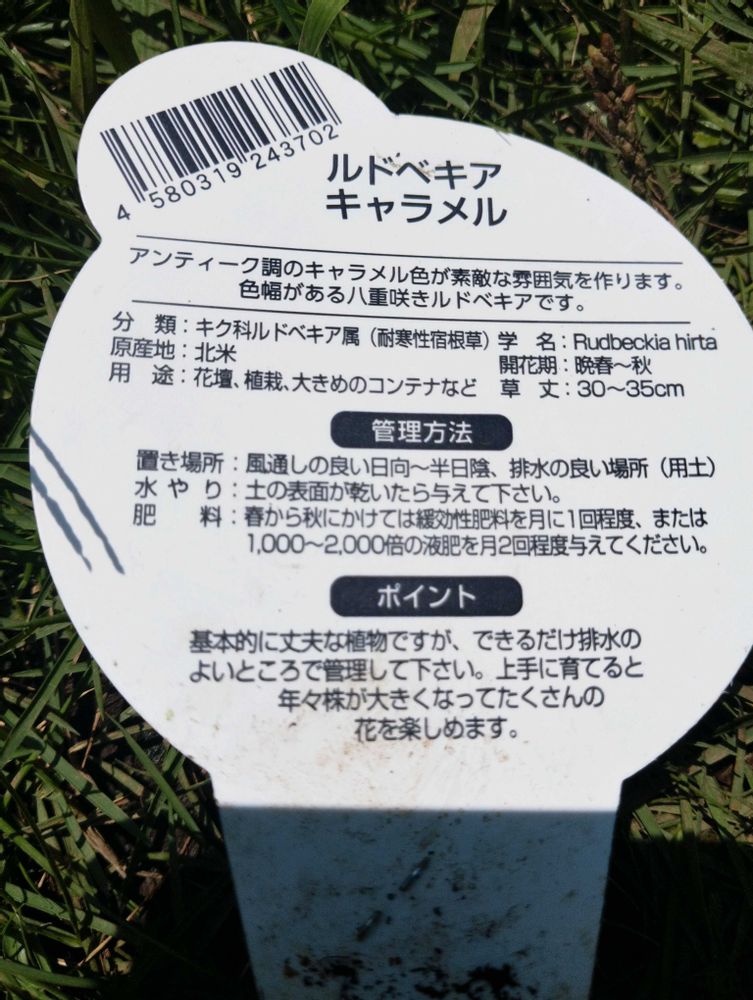 4 580319 243702
ルドベキア
キャラメル
アンティーク調のキャラメル色が素敵な雰囲気を作ります。
色幅がある八重咲きルドベキアです。
分 類：キク科ルドベキア属（耐寒性宿根草） 学 名：Rudbeckia hirta
原産地：北米 開花期：晩春〜秋
用 途：花壇、植栽、大きめのコンテナなど 草 丈：30〜35cm
管理方法
置き場所：風通しの良い日向〜半日陰、排水の良い場所（用土）
水 や り：土の表面が乾いたら与えて下さい。
肥 料：春から秋にかけては緩効性肥料を月に1回程度、または
1,000〜2,000倍の液肥を月2回程度与えてください。
ポイント
基本的に丈夫な植物ですが、できるだけ排水の
よいところで管理して下さい。上手に育てると
年々株が大きくなってたくさんの
花を楽しめます。